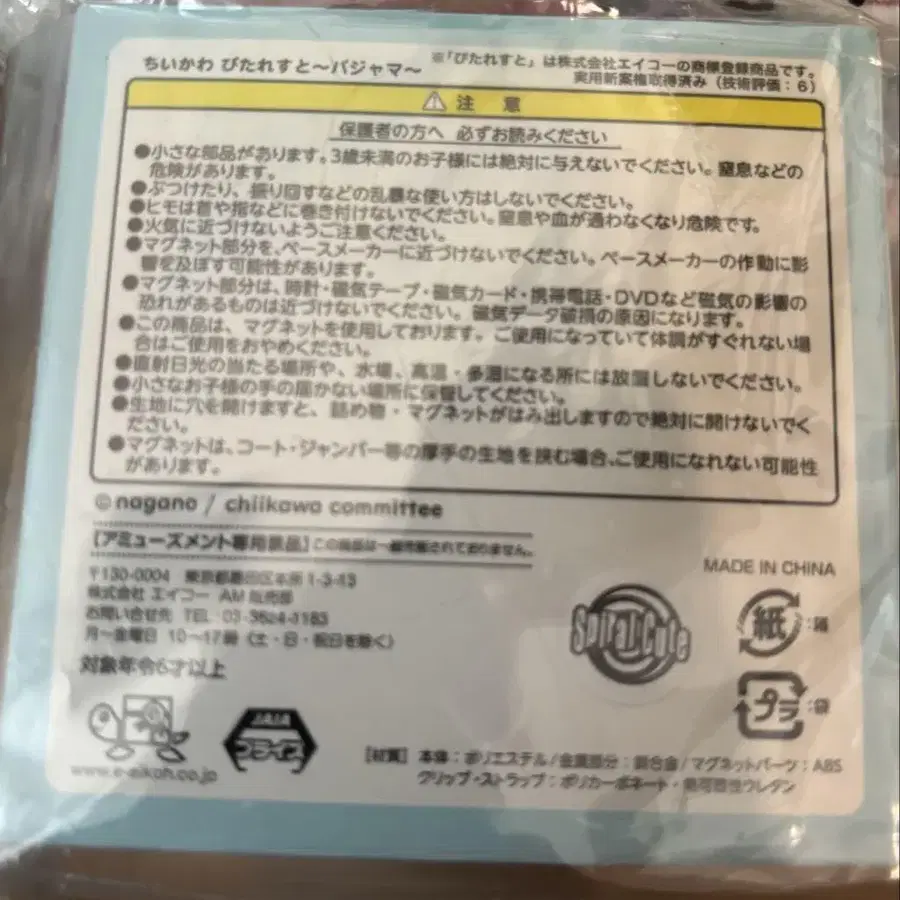 ちいかわ ぴたれすと～パジャマ～
※「ぴたれすと」は株式会社エイコーの商標登録商品です。
実用新案権取得済み（技術評価：6）
注 意
保護者の方へ 必ずお読みください
●小さな部品があります。3歳未満のお子様には絶対に与えないでください。窒息などの
危険があります。
●ぶつけたり、振り回すなどの乱暴な使い方はしないでください。
●ヒモは首や指などに巻き付けないでください。窒息や血が通わなくなり危険です。
●火気に近づけないようご注意ください。
●マグネット部分を、ペースメーカーに近づけないでください。ペースメーカーの作動に影
響を及ぼす可能性があります。
●マグネット部分は、時計・磁気テープ・磁気カード・携帯電話・DVDなど磁気の影響の
恐れがあるものは近づけないでください。磁気データ破損の原因になります。
●この商品は、マグネットを使用しております。ご使用になっていて体調がすぐれない場
合はご使用をおやめください。
●直射日光の当たる場所や、水場、高温・多湿になる所には放置しないでください。
●小さなお子様の手の届かない場所に保管してください。
●生地に穴を開けますと、詰め物・マグネットがはみ出しますので絶対に開けないでく
ださい。
●マグネットは、コート・ジャンパー等の厚手の生地を挟む場合、ご使用になれない可能性
があります。
©nagano / chiikawa committee
【アミューズメント専用景品】この商品は一般市販されておりません。
〒130-0004 東京都墨田区本所1-3-13
株式会社 エイコー AM販売部
お問い合せ先 TEL 03-3624-1183
月～金曜日 10～17時（土・日・祝日を除く）
対象年令6才以上
MADE IN CHINA
Spiral Cute
紙:箱
プラ:袋
www.e-eikoh.co.jp
JAIA
プライズ
【材質】本体：ポリエステル/金属部分：銅合金/マグネットパーツ：ABS
クリップ・ストラップ：ポリカーボネート・熱可塑性ウレタン